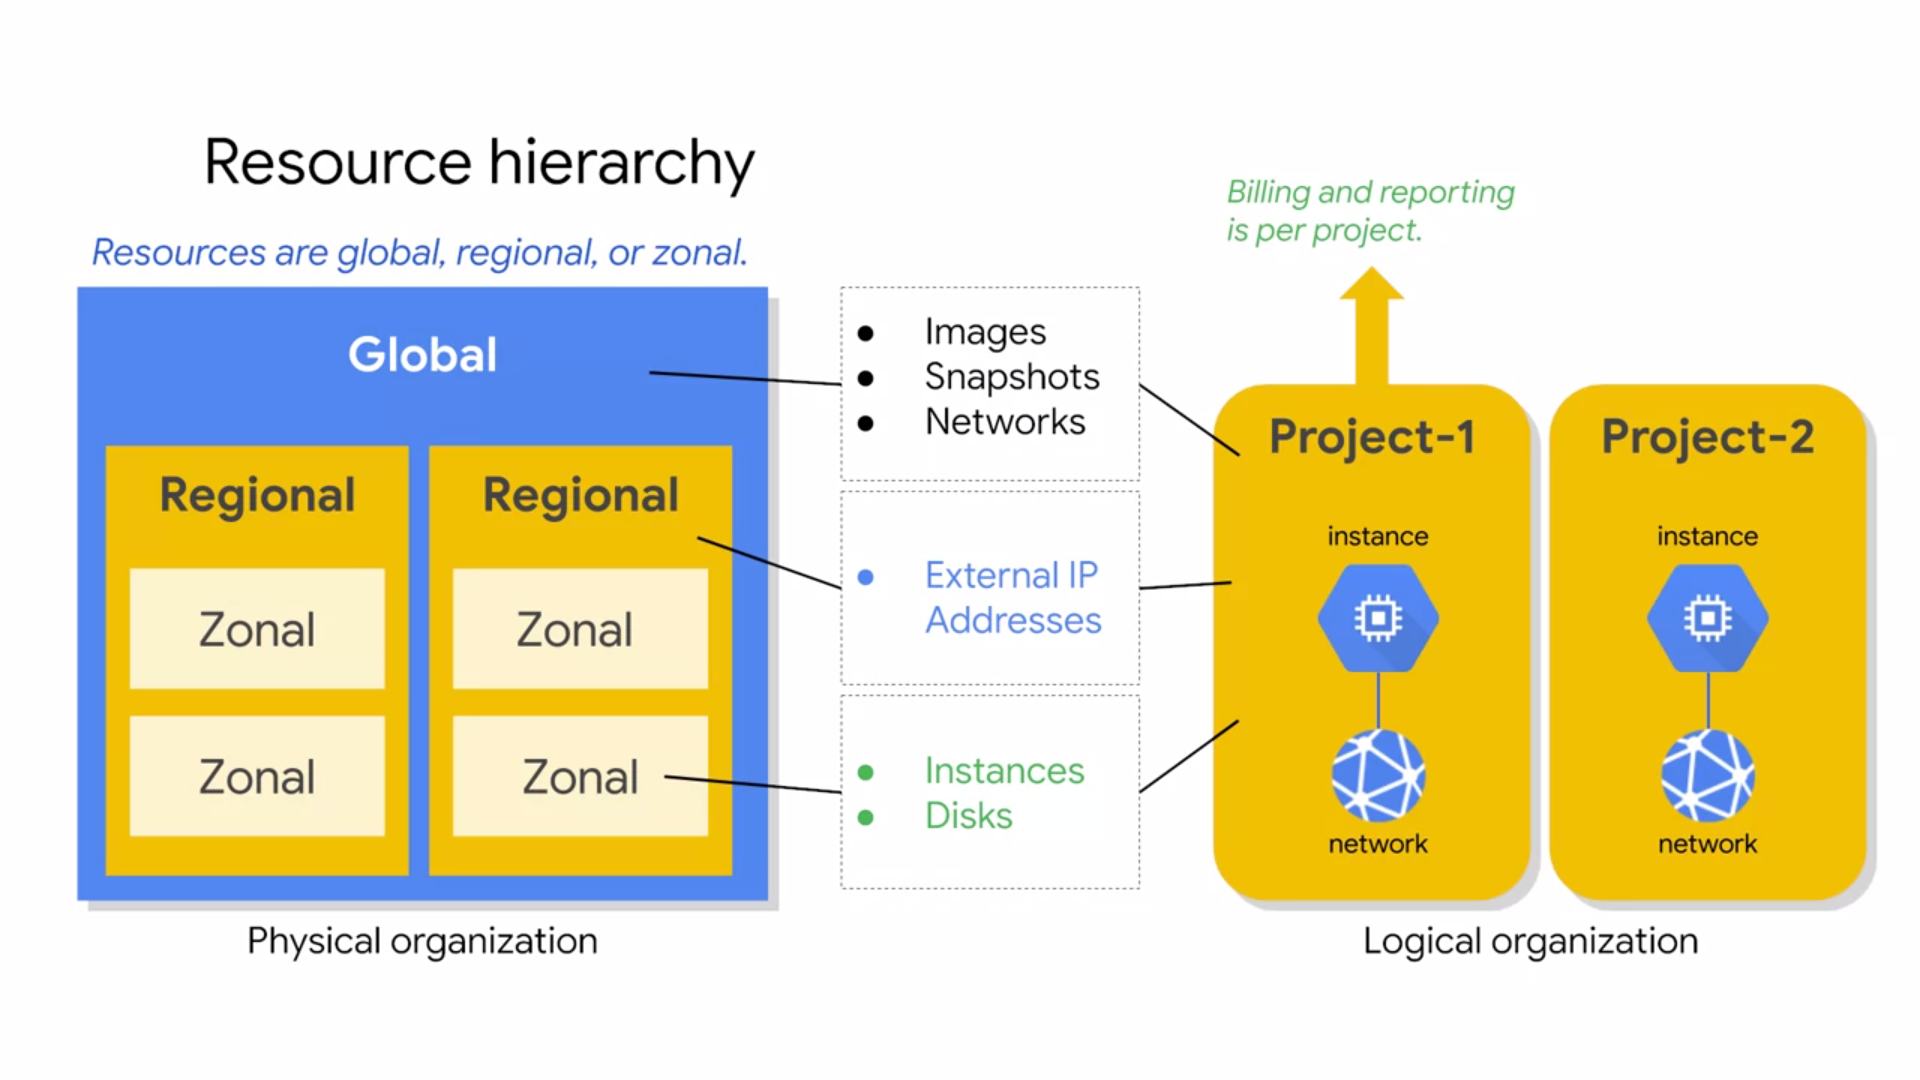 Resource hierarchy
Resources are global, regional, or zonal.
Global
Regional
Zonal
Zonal
Regional
Zonal
Zonal
Physical organization
Images
Snapshots
Networks
External IP
Addresses
Instances
Disks
Billing and reporting
is per project.
Project-1
instance
network
Project-2
instance
network
Logical organization